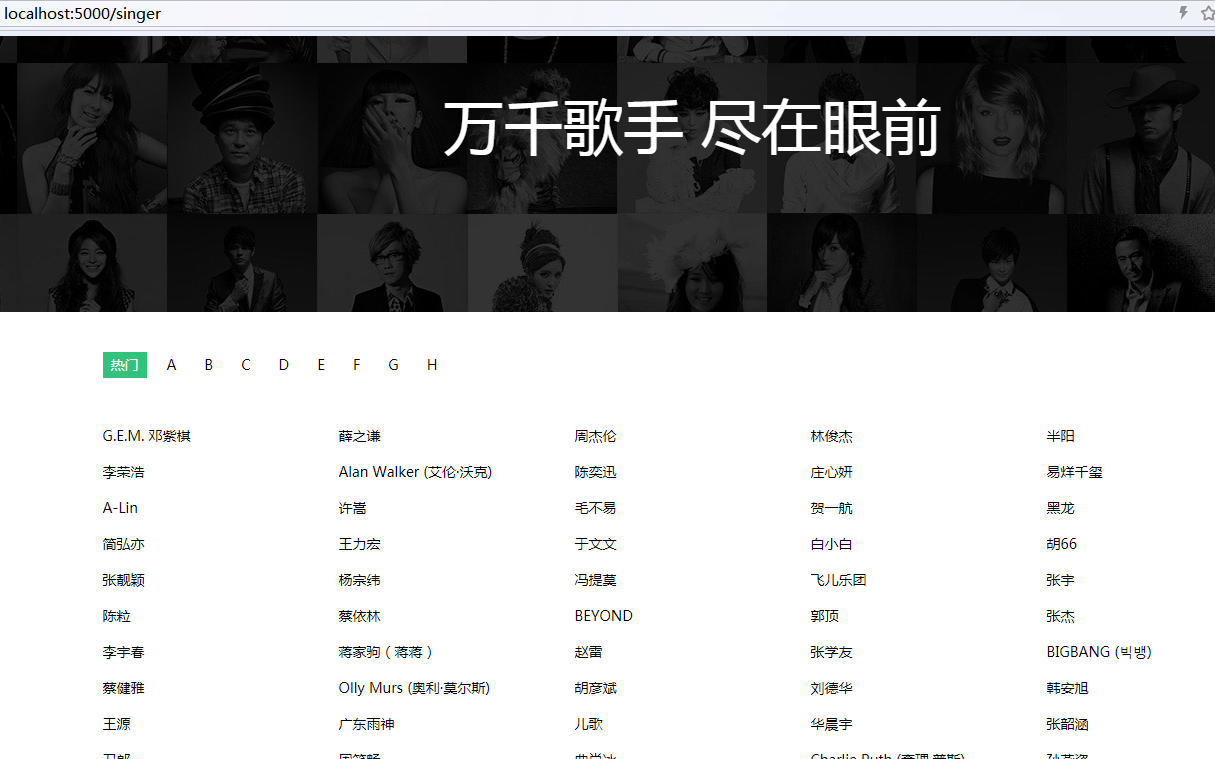 localhost:5000/singer
万千歌手 尽在眼前
热门 A B C D E F G H
G.E.M. 邓紫棋 薛之谦 周杰伦 林俊杰 半阳
李荣浩 Alan Walker (艾伦·沃克) 陈奕迅 庄心妍 易烊千玺
A-Lin 许嵩 毛不易 贺一航 黑龙
简弘亦 王力宏 于文文 白小白 胡66
张靓颖 杨宗纬 冯提莫 飞儿乐团 张宇
陈粒 蔡依林 BEYOND 郭顶 张杰
李宇春 蒋家驹（蒋蒋） 赵雷 张学友 BIGBANG (빅뱅)
蔡健雅 Olly Murs (奥利·莫尔斯) 胡彦斌 刘德华 韩安旭
王源 广东雨神 儿歌 华晨宇 张韶涵